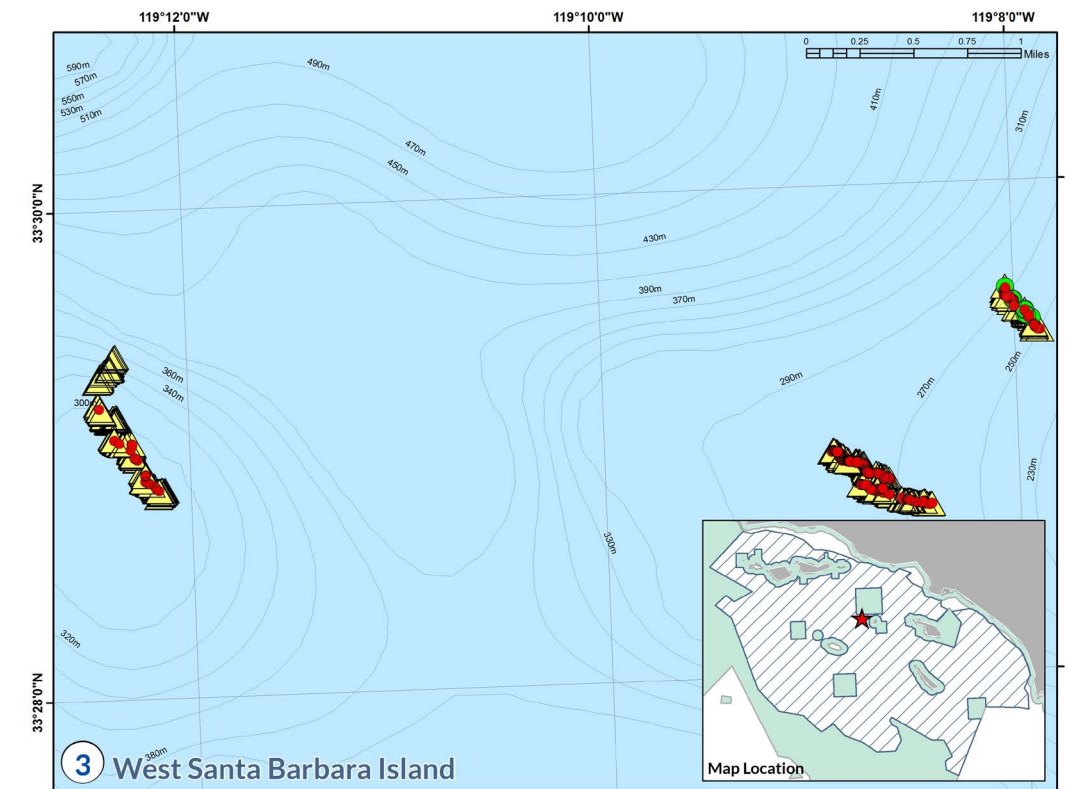 119°12'0"W
119°10'0"W
119°8'0"W
0 0.25 0.5 0.75 1
Miles
590m
570m
550m
530m
510m
490m
470m
450m
410m
310m
33°30'0"N
430m
390m
370m
360m
340m
300m
290m
270m
250m
230m
330m
320m
33°28'0"N
380m
3 West Santa Barbara Island
Map Location